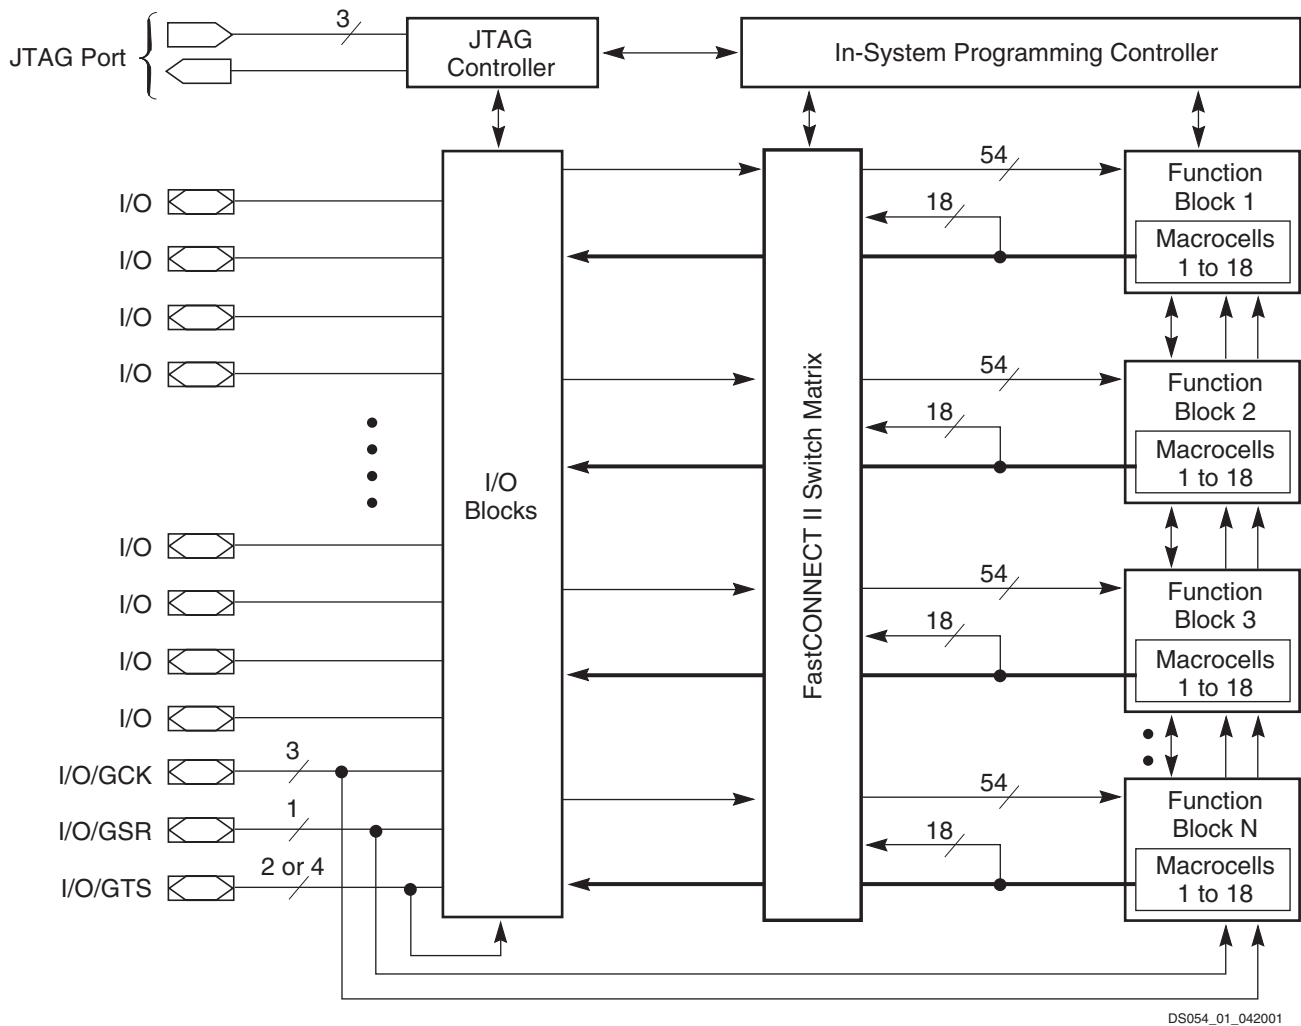 JTAG Port
3
JTAG
Controller
In-System Programming Controller
I/O
I/O
I/O
I/O
I/O
I/O
I/O
I/O
I/O/GCK
3
I/O/GSR
1
I/O/GTS
2 or 4
I/O
Blocks
FastCONNECT II Switch Matrix
54
18
Function
Block 1
Macrocells
1 to 18
54
18
Function
Block 2
Macrocells
1 to 18
54
18
Function
Block 3
Macrocells
1 to 18
54
18
Function
Block N
Macrocells
1 to 18
DS054_01_042001